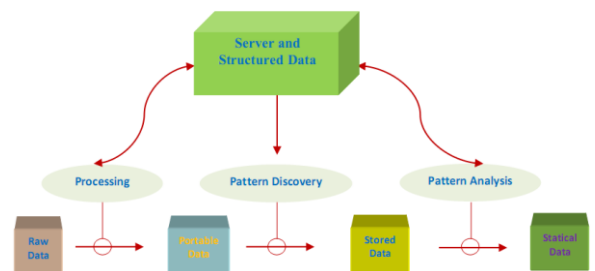 Server and
Structured Data
Processing
Pattern Discovery
Pattern Analysis
Raw
Data
Portable
Data
Stored
Data
Statical
Data